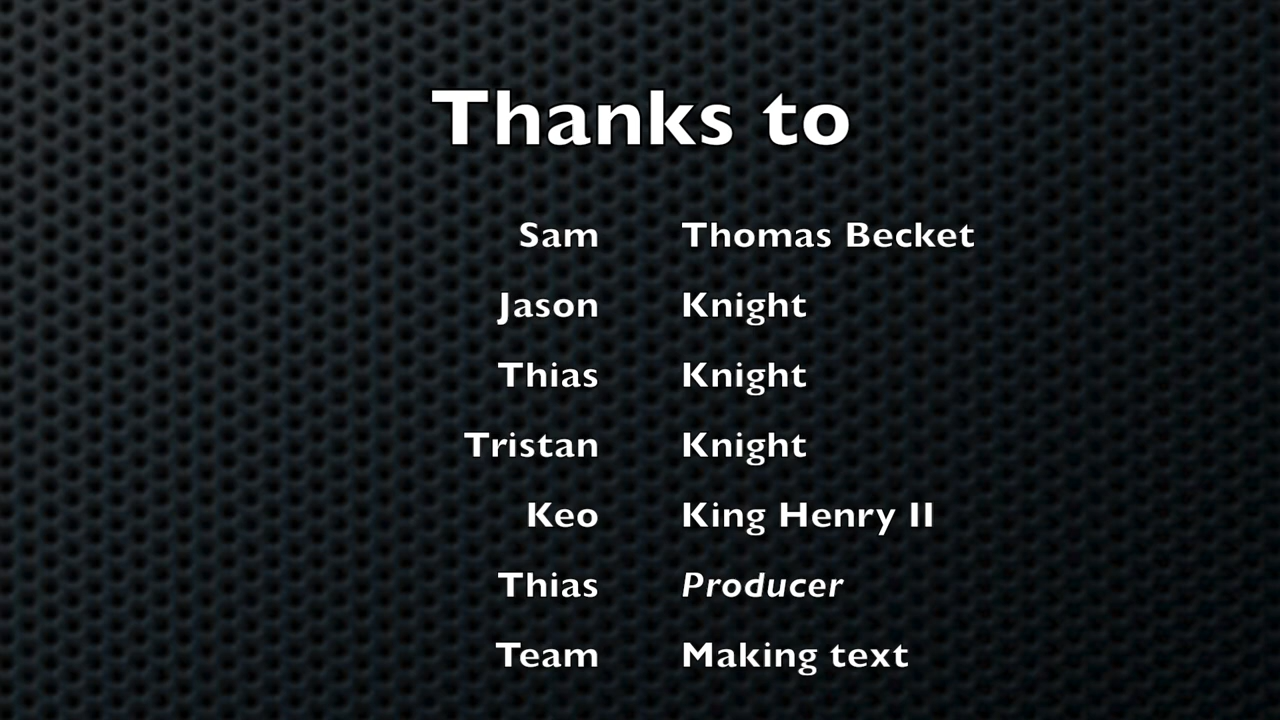 Thanks to
Sam Thomas Becket
Jason Knight
Thias Knight
Tristan Knight
Keo King Henry II
Thias Producer
Team Making text